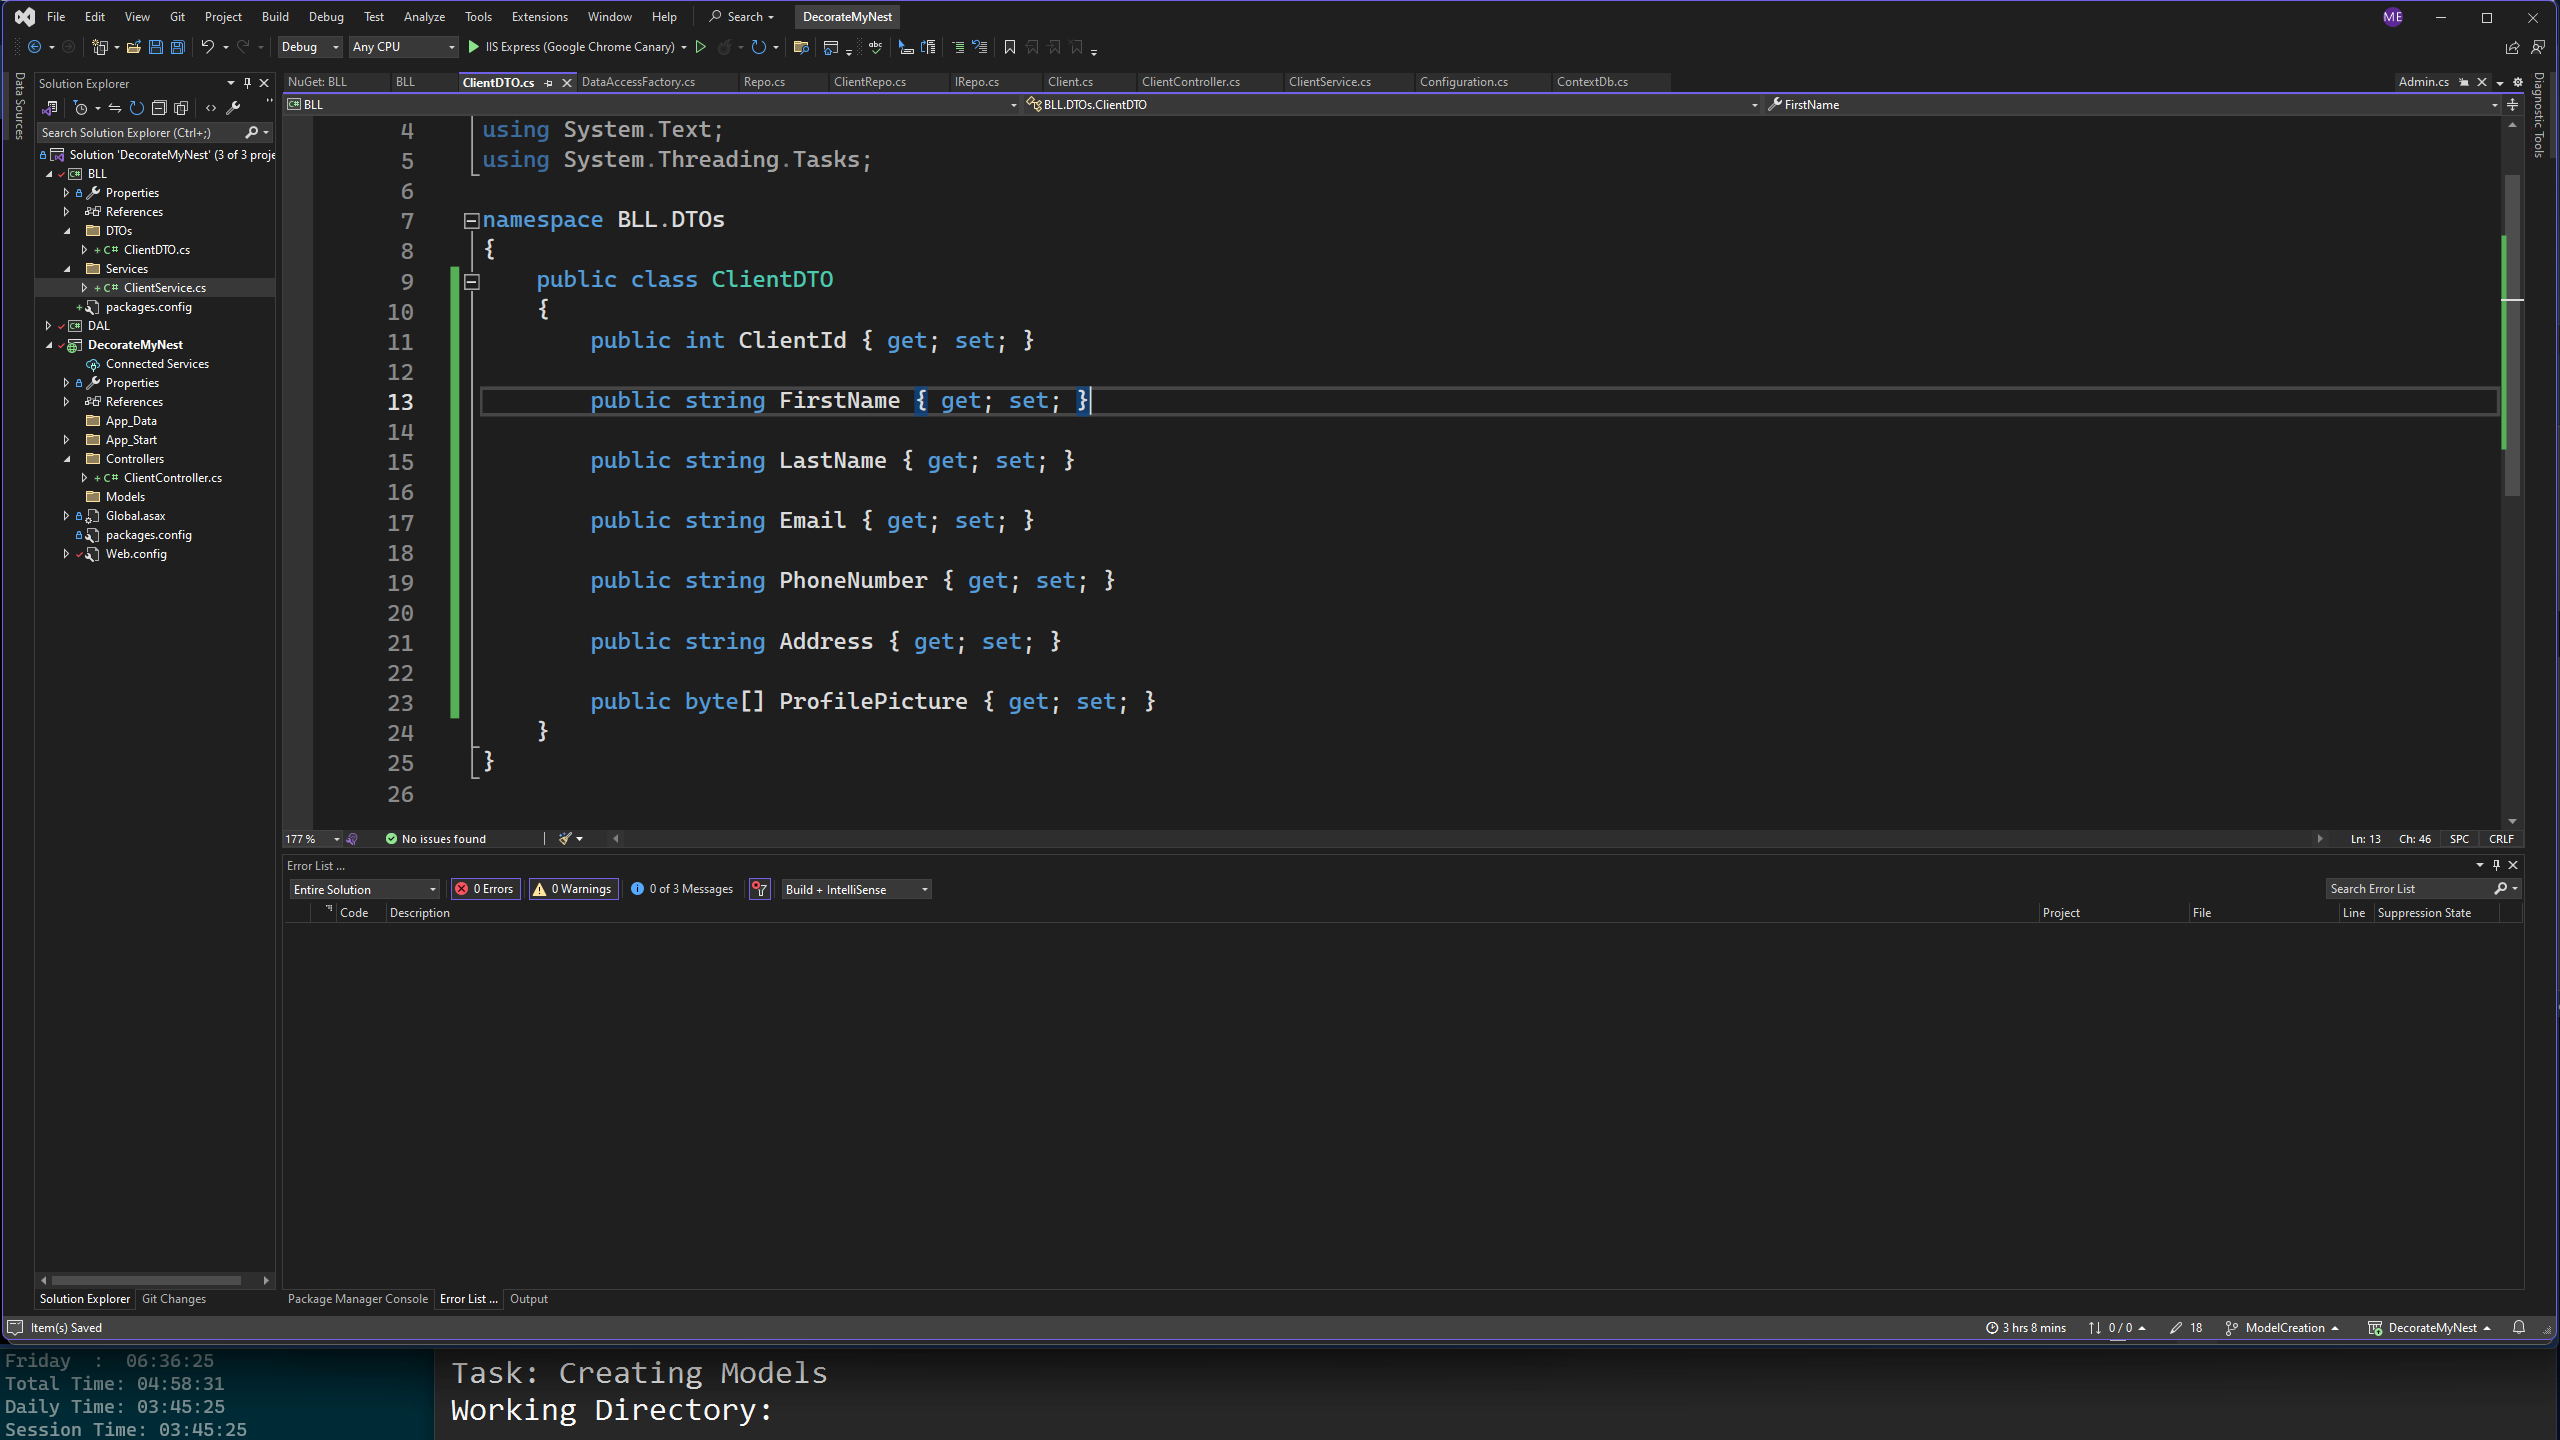 File Edit View Git Project Build Debug Test Analyze Tools Extensions Window Help Search DecorateMyNest ME
Debug Any CPU IIS Express (Google Chrome Canary)
Data Sources
Solution Explorer
Search Solution Explorer (Ctrl+;)
Solution 'DecorateMyNest' (3 of 3 proje
BLL
Properties
References
DTOs
ClientDTO.cs
Services
ClientService.cs
packages.config
DAL
DecorateMyNest
Connected Services
Properties
References
App_Data
App_Start
Controllers
ClientController.cs
Models
Global.asax
packages.config
Web.config
Solution Explorer Git Changes
NuGet: BLL BLL ClientDTO.cs DataAccessFactory.cs Repo.cs ClientRepo.cs IRepo.cs Client.cs ClientController.cs ClientService.cs Configuration.cs ContextDb.cs Admin.cs
BLL BLL.DTOs.ClientDTO FirstName
4 using System.Text;
5 using System.Threading.Tasks;
6
7 namespace BLL.DTOs
8 {
9 public class ClientDTO
10 {
11 public int ClientId { get; set; }
12
13 public string FirstName { get; set; }
14
15 public string LastName { get; set; }
16
17 public string Email { get; set; }
18
19 public string PhoneNumber { get; set; }
20
21 public string Address { get; set; }
22
23 public byte[] ProfilePicture { get; set; }
24 }
25 }
26
177 % No issues found Ln: 13 Ch: 46 SPC CRLF
Error List ...
Entire Solution 0 Errors 0 Warnings 0 of 3 Messages Build + IntelliSense Search Error List
Code Description Project File Line Suppression State
Package Manager Console Error List ... Output
Diagnostic Tools
Item(s) Saved 3 hrs 8 mins 0 / 0 18 ModelCreation DecorateMyNest
Friday : 06:36:25
Total Time: 04:58:31
Daily Time: 03:45:25
Session Time: 03:45:25
Task: Creating Models
Working Directory: